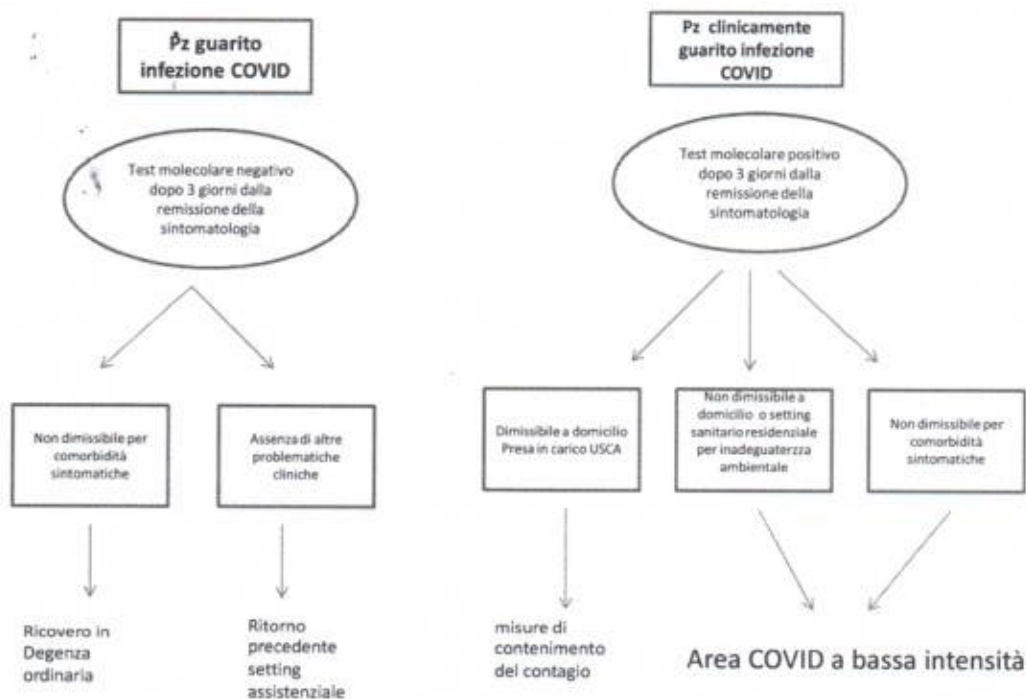 Pz guarito
infezione COVID
Test molecolare negativo
dopo 3 giorni dalla
remissione della
sintomatologia
Non dimissibile per
comorbidità
sintomatiche
Assenza di altre
problematiche
cliniche
Ricovero in
Degenza
ordinaria
Ritorno
precedente
setting
assistenziale
Pz clinicamente
guarito infezione
COVID
Test molecolare positivo
dopo 3 giorni dalla
remissione della
sintomatologia
Dimissibile a domicilio
Presa in carico USCA
Non dimissibile a
domicilio o setting
sanitario residenziale
per inadeguaterzza
ambientale
Non dimissibile per
comorbidità
sintomatiche
misure di
contenimento
del contagio
Area COVID a bassa intensità